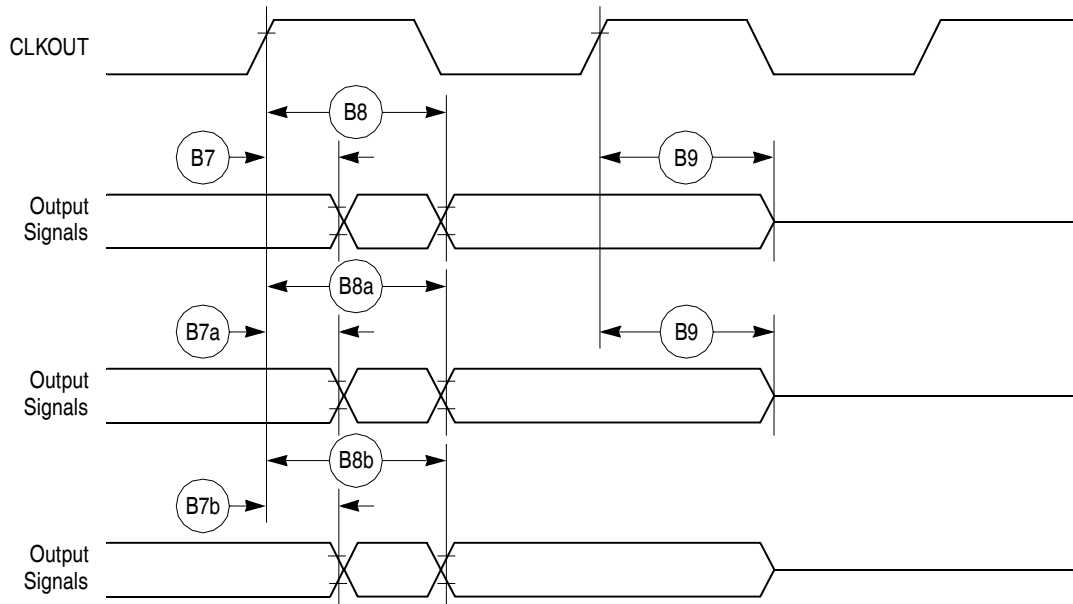 CLKOUT
B8
B7
B9
Output
Signals
B8a
B7a
B9
Output
Signals
B8b
B7b
Output
Signals